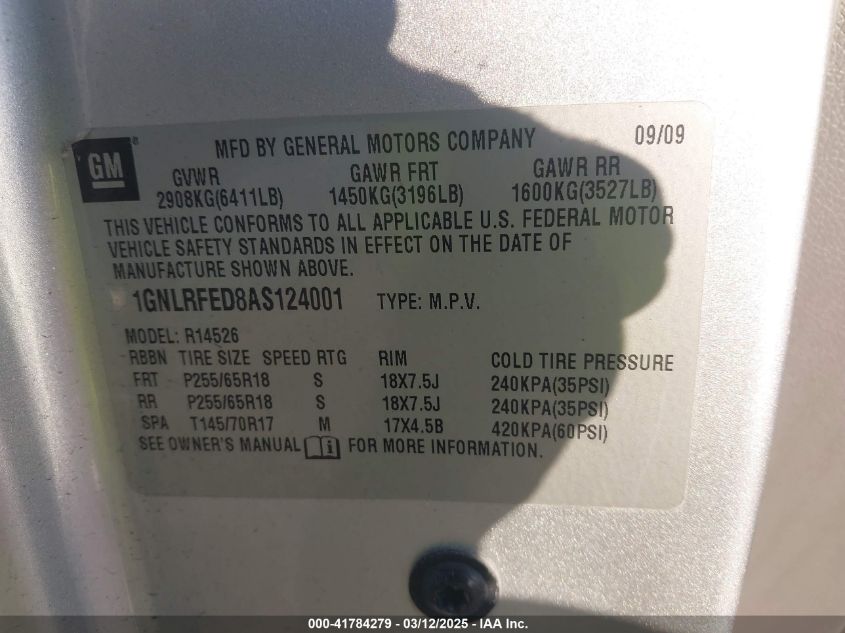 GM
MFD BY GENERAL MOTORS COMPANY 09/09
GVWR GAWR FRT GAWR RR
2908KG(6411LB) 1450KG(3196LB) 1600KG(3527LB)
THIS VEHICLE CONFORMS TO ALL APPLICABLE U.S. FEDERAL MOTOR
VEHICLE SAFETY STANDARDS IN EFFECT ON THE DATE OF
MANUFACTURE SHOWN ABOVE.
1GNLRFED8AS124001 TYPE: M.P.V.
MODEL: R14526
RBBN TIRE SIZE SPEED RTG RIM COLD TIRE PRESSURE
FRT P255/65R18 S 18X7.5J 240KPA(35PSI)
RR P255/65R18 S 18X7.5J 240KPA(35PSI)
SPA T145/70R17 M 17X4.5B 420KPA(60PSI)
SEE OWNER'S MANUAL i FOR MORE INFORMATION.
000-41784279 - 03/12/2025 - IAA Inc.